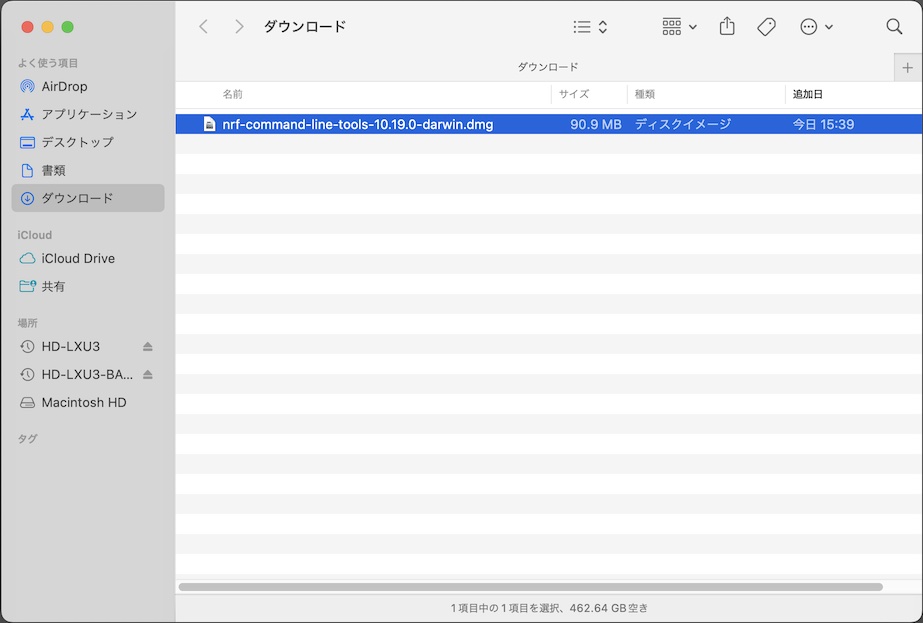 ダウンロード
ダウンロード
よく使う項目
AirDrop
アプリケーション
デスクトップ
書類
ダウンロード
iCloud
iCloud Drive
共有
場所
HD-LXU3
HD-LXU3-BA...
Macintosh HD
タグ
名前 サイズ 種類 追加日
nrf-command-line-tools-10.19.0-darwin.dmg 90.9 MB ディスクイメージ 今日 15:39
1項目中の1項目を選択、462.64 GB空き